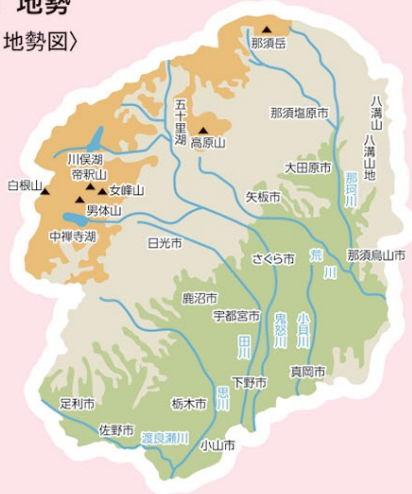 地勢
地勢図〉
那須岳
五十里湖
高原山
那須塩原市
八溝山
八溝山地
川俣湖
帝釈山
白根山
女峰山
男体山
中禅寺湖
大田原市
那珂川
矢板市
日光市
さくら市
荒川
那須烏山市
鹿沼市
宇都宮市
田川
鬼怒川
小貝川
下野市
真岡市
思川
足利市
栃木市
佐野市
渡良瀬川
小山市